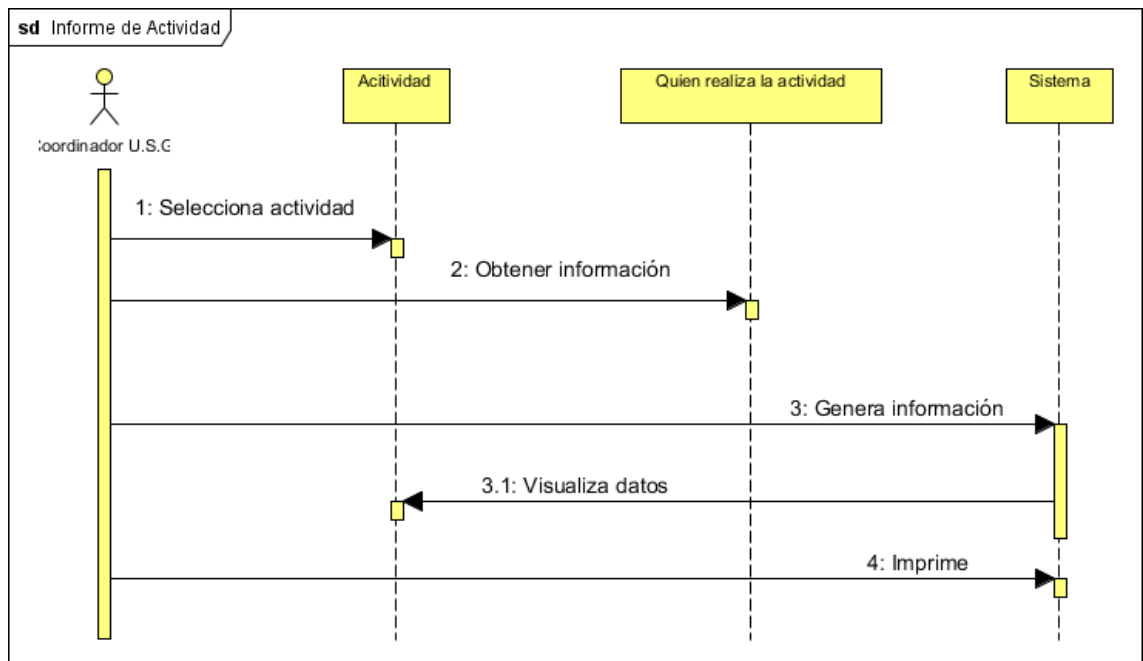 sd Informe de Actividad
Acitividad
Quien realiza la actividad
Sistema
:oordinador U.S.G
1: Selecciona actividad
2: Obtener información
3: Genera información
3.1: Visualiza datos
4: Imprime